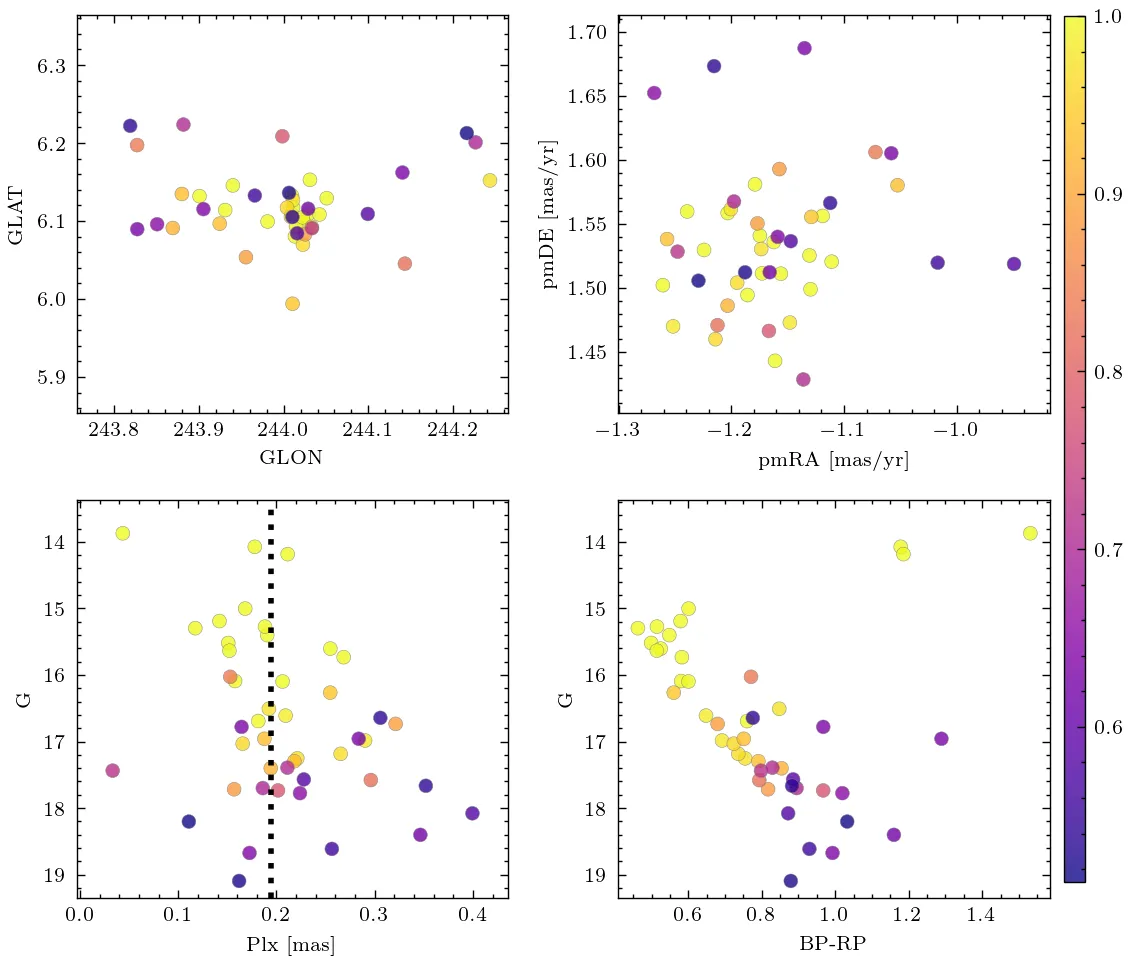 6.3
6.2
6.1
6.0
5.9
GLAT
243.8 243.9 244.0 244.1 244.2
GLON
1.70
1.65
1.60
1.55
1.50
1.45
pmDE [mas/yr]
−1.3 −1.2 −1.1 −1.0
pmRA [mas/yr]
1.0
0.9
0.8
0.7
0.6
14
15
16
17
18
19
G
0.0 0.1 0.2 0.3 0.4
Plx [mas]
14
15
16
17
18
19
G
0.6 0.8 1.0 1.2 1.4
BP-RP